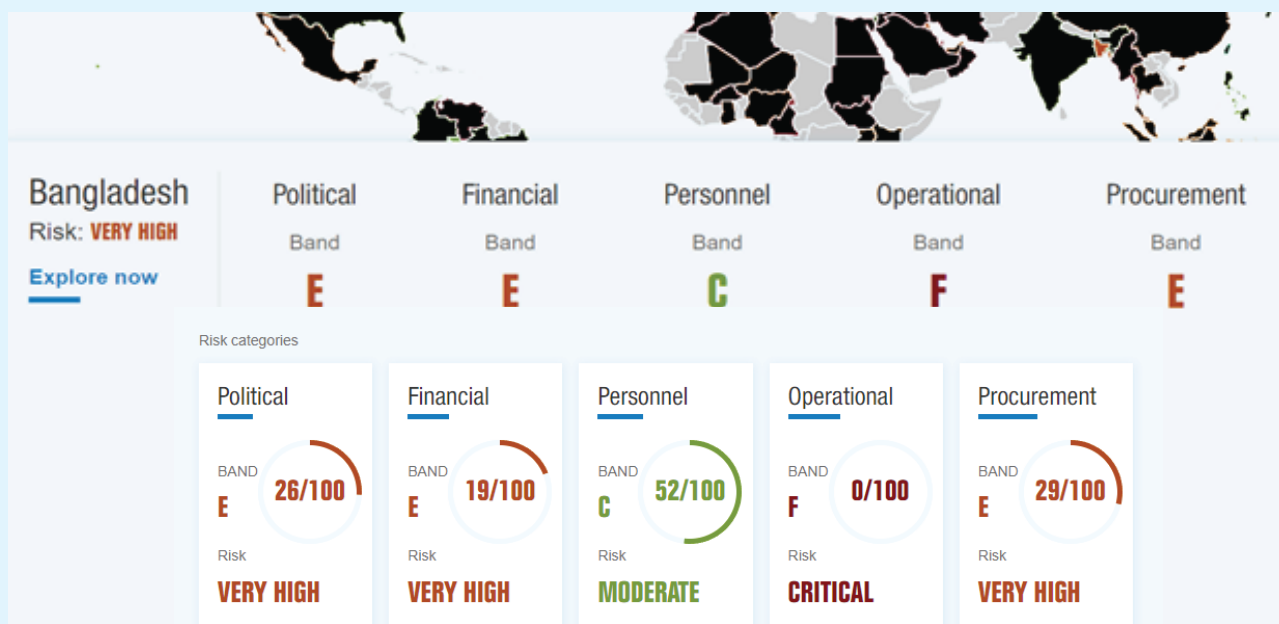 Bangladesh Political Financial Personnel Operational Procurement
Risk: VERY HIGH Band Band Band Band Band
Explore now E E C F E
Risk categories
Political Financial Personnel Operational Procurement
BAND 26/100 BAND 19/100 BAND 52/100 BAND 0/100 BAND 29/100
E E C F E
Risk Risk Risk Risk Risk
VERY HIGH VERY HIGH MODERATE CRITICAL VERY HIGH